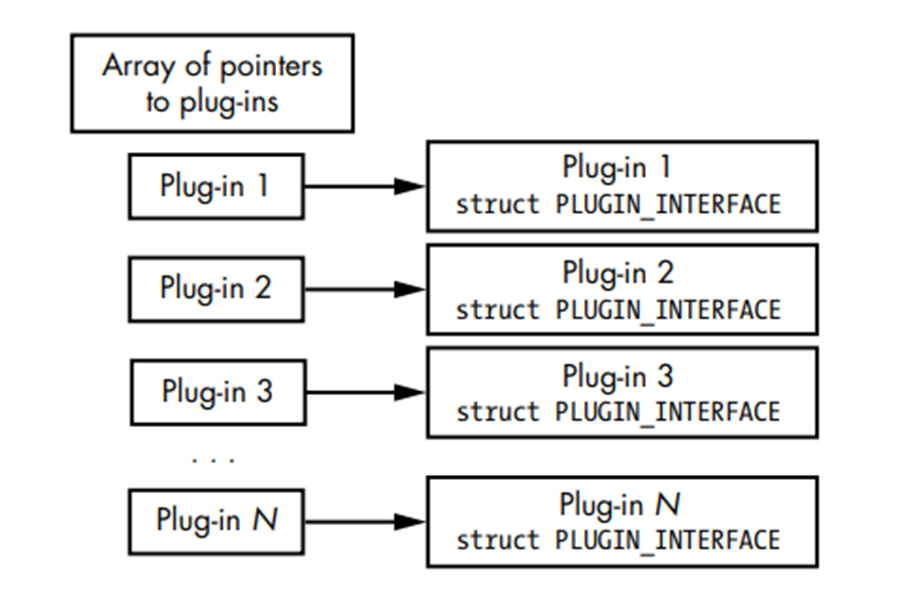 Array of pointers
to plug-ins
Plug-in 1
Plug-in 1
struct PLUGIN_INTERFACE
Plug-in 2
Plug-in 2
struct PLUGIN_INTERFACE
Plug-in 3
Plug-in 3
struct PLUGIN_INTERFACE
. . .
Plug-in N
Plug-in N
struct PLUGIN_INTERFACE